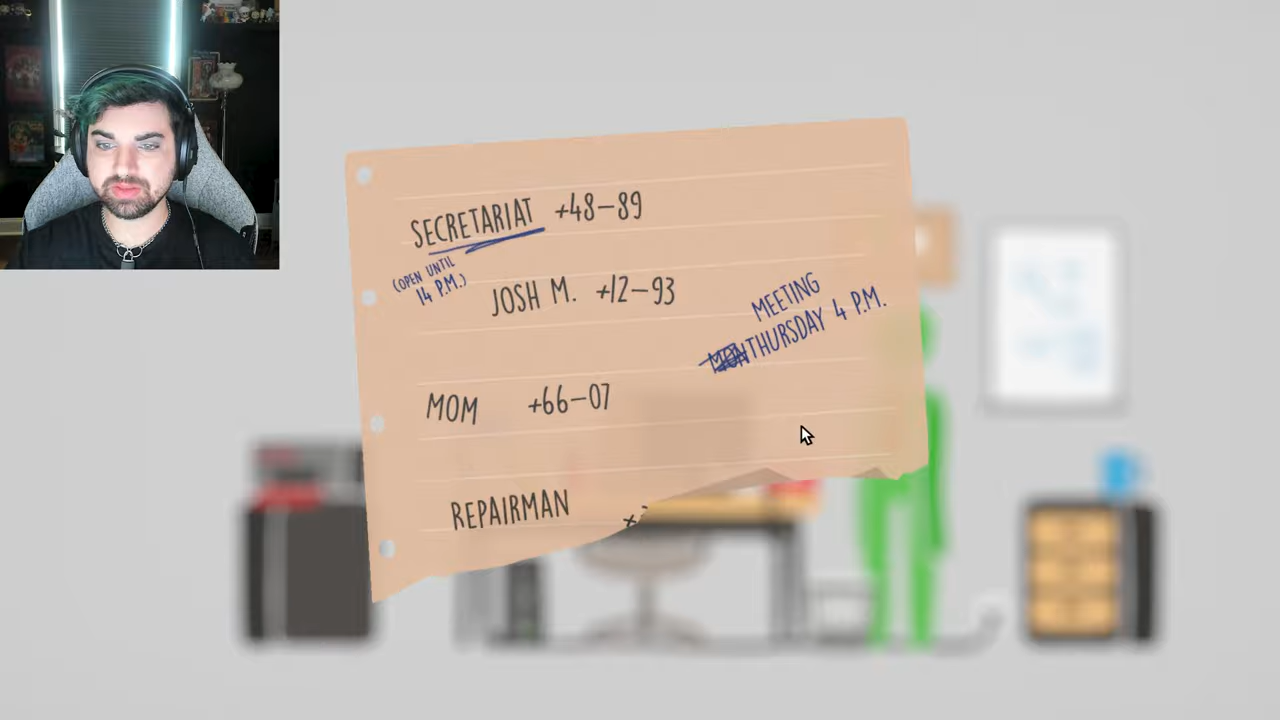 SECRETARIAT +48-89
(OPEN UNTIL
14 P.M.)
JOSH M. +12-93
MEETING
THURSDAY 4 P.M.
MOM +66-07
REPAIRMAN +